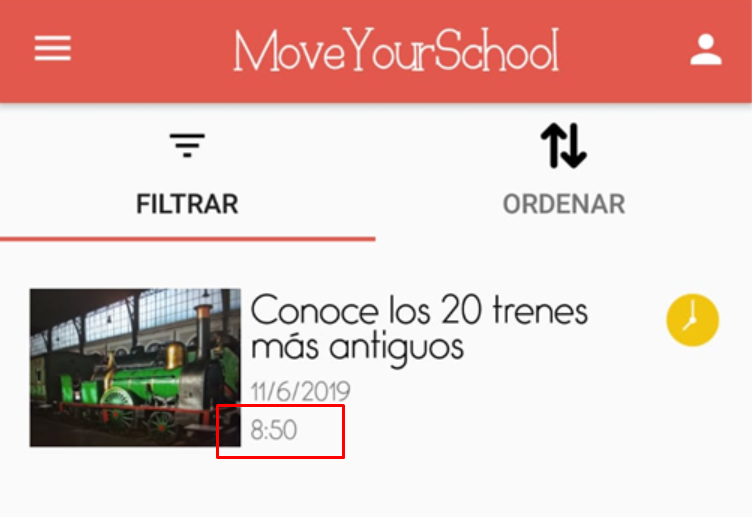 MoveYourSchool
FILTRAR
ORDENAR
Conoce los 20 trenes
más antiguos
11/6/2019
8:50